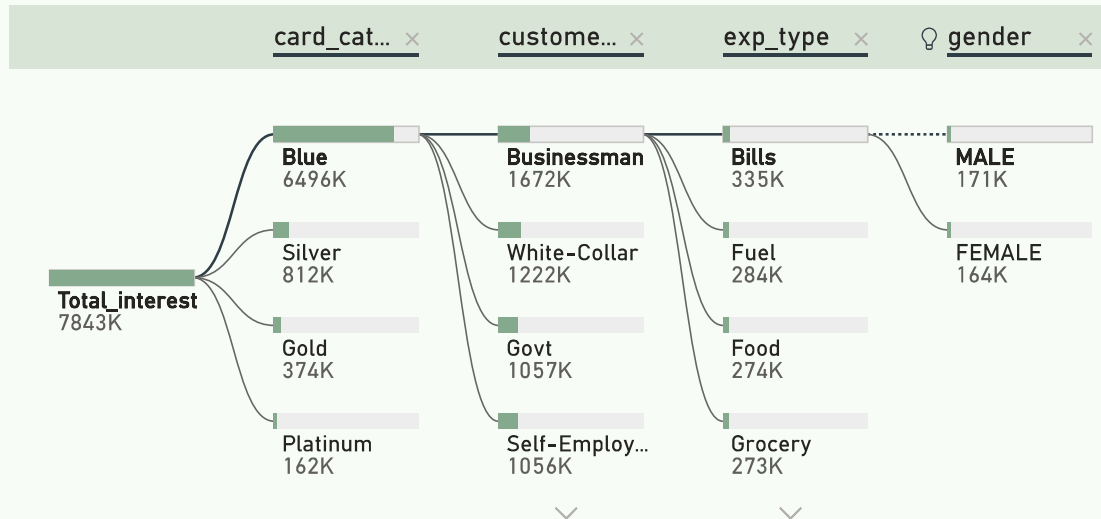 card_cat...
custome...
exp_type
gender
Total_interest
7843K
Blue
6496K
Silver
812K
Gold
374K
Platinum
162K
Businessman
1672K
White-Collar
1222K
Govt
1057K
Self-Employ...
1056K
Bills
335K
Fuel
284K
Food
274K
Grocery
273K
MALE
171K
FEMALE
164K